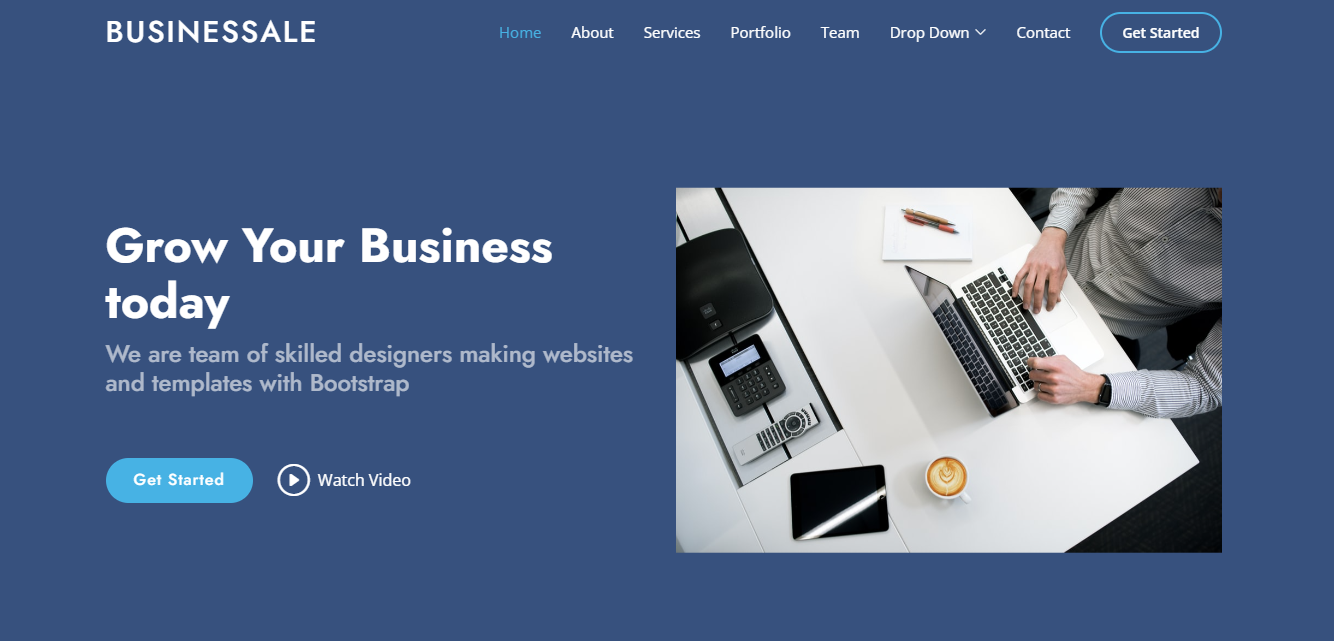 BUSINESSALE
Home About Services Portfolio Team Drop Down Contact Get Started
Grow Your Business
today
We are team of skilled designers making websites
and templates with Bootstrap
Get Started Watch Video